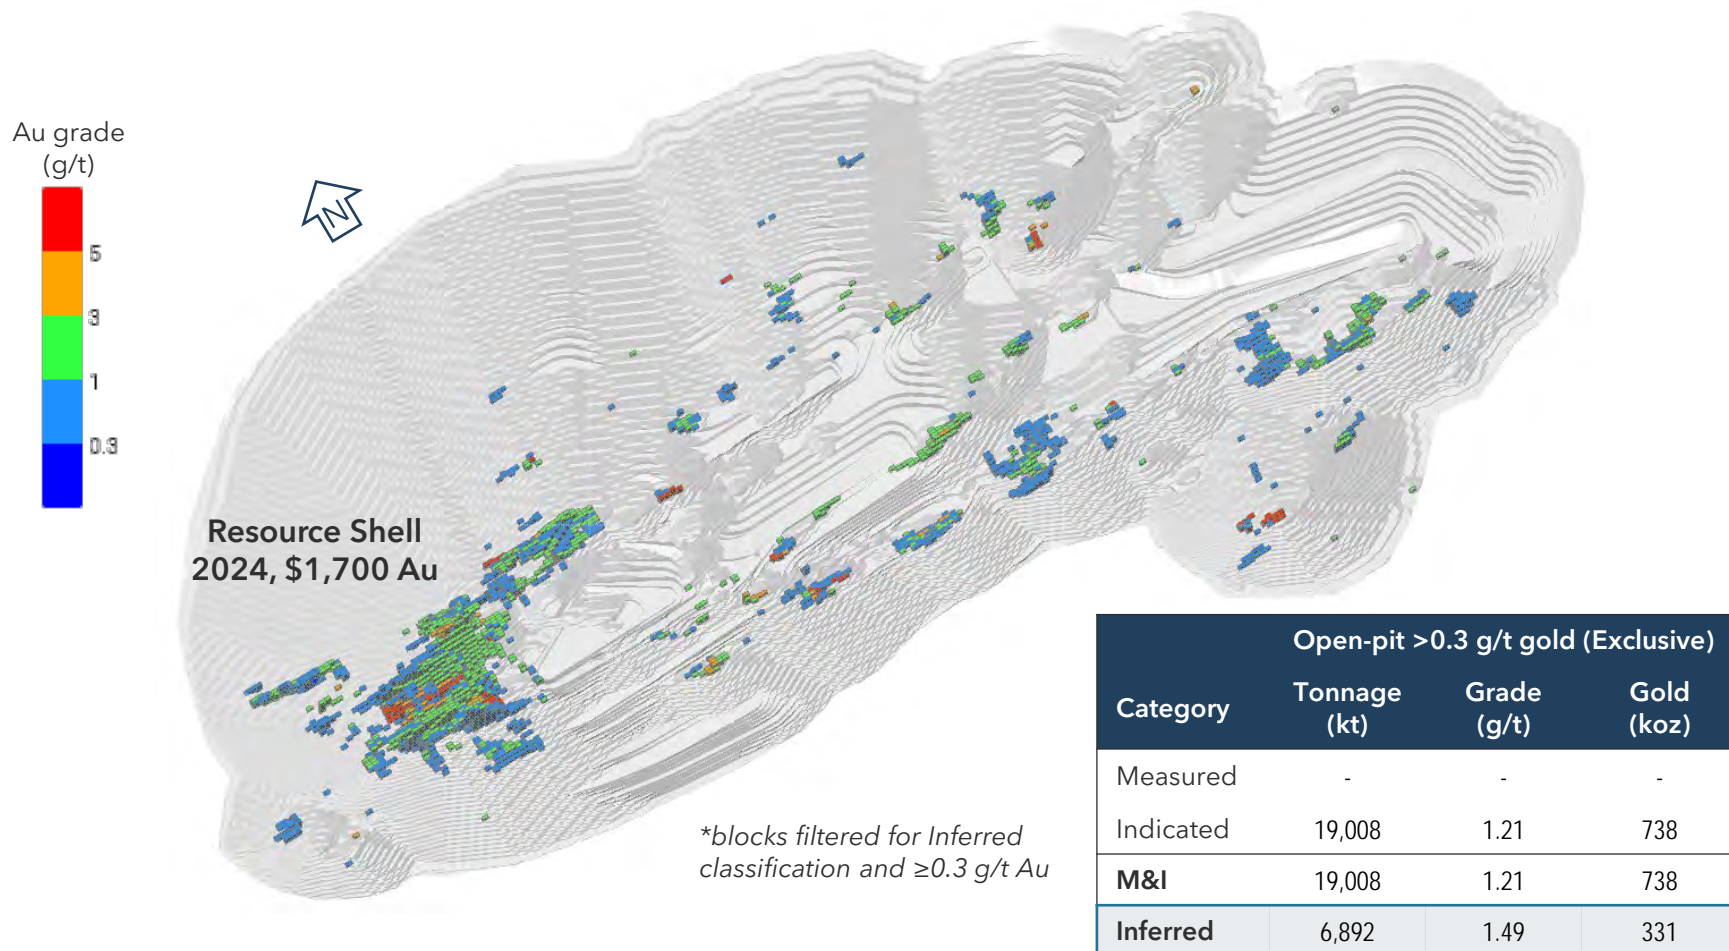 Au grade
(g/t)
5
3
1
0.3
N
Resource Shell
2024, $1,700 Au
*blocks filtered for Inferred
classification and ≥0.3 g/t Au
Open-pit >0.3 g/t gold (Exclusive)
Category Tonnage (kt) Grade (g/t) Gold (koz)
Measured - - -
Indicated 19,008 1.21 738
M&I 19,008 1.21 738
Inferred 6,892 1.49 331